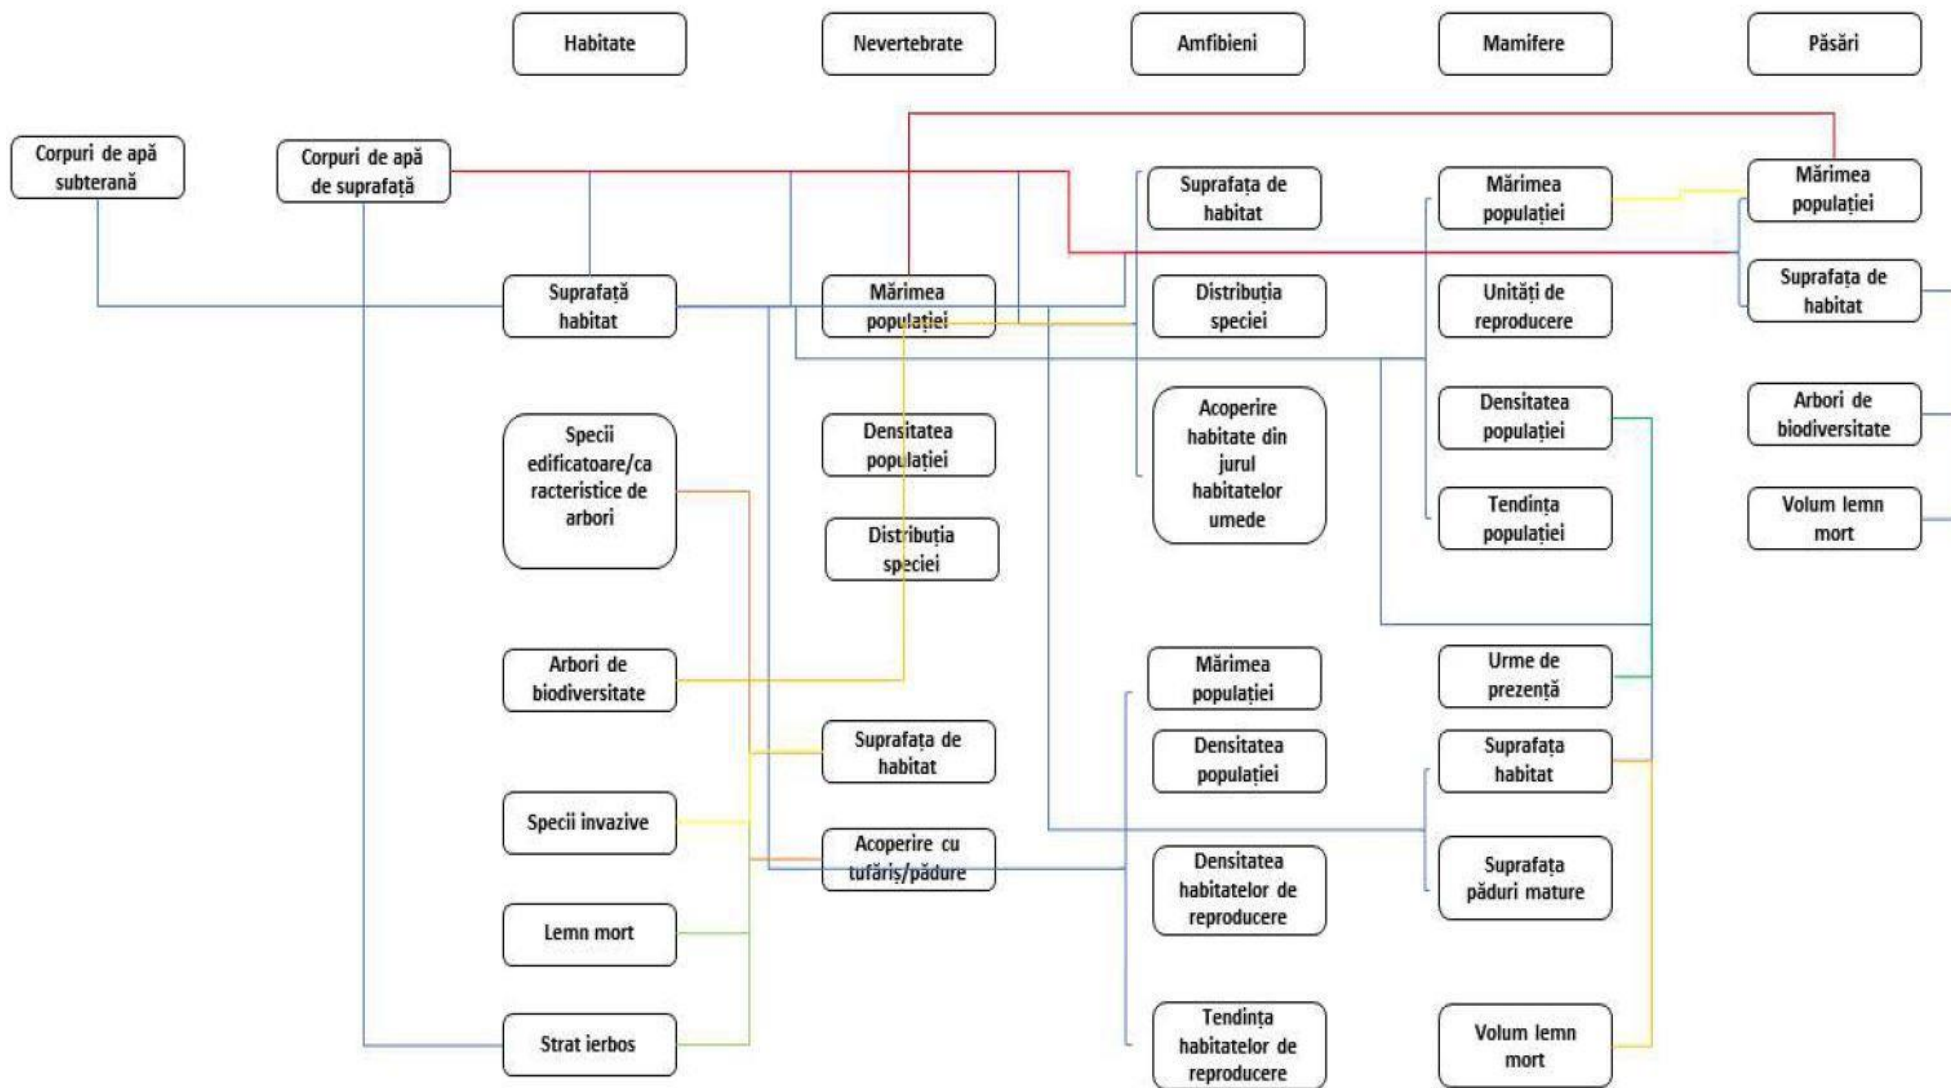 Habitate
Nevertebrate
Amfibieni
Mamifere
Păsări
Corpuri de apă
subterană
Corpuri de apă
de suprafață
Suprafață
habitat
Specii
edificatoare/ca
racteristice de
arbori
Arbori de
biodiversitate
Specii invazive
Lemn mort
Strat ierbos
Mărimea
populației
Densitatea
populației
Distribuția
speciei
Suprafața de
habitat
Acoperire cu
tufăriș/pădure
Suprafața de
habitat
Distribuția
speciei
Acoperire
habitate din
jurul
habitatelor
umede
Mărimea
populației
Densitatea
populației
Densitatea
habitatelor de
reproducere
Tendința
habitatelor de
reproducere
Mărimea
populației
Unități de
reproducere
Densitatea
populației
Tendința
populației
Urme de
prezență
Suprafața
habitat
Suprafața
păduri mature
Volum lemn
mort
Mărimea
populației
Suprafața de
habitat
Arbori de
biodiversitate
Volum lemn
mort